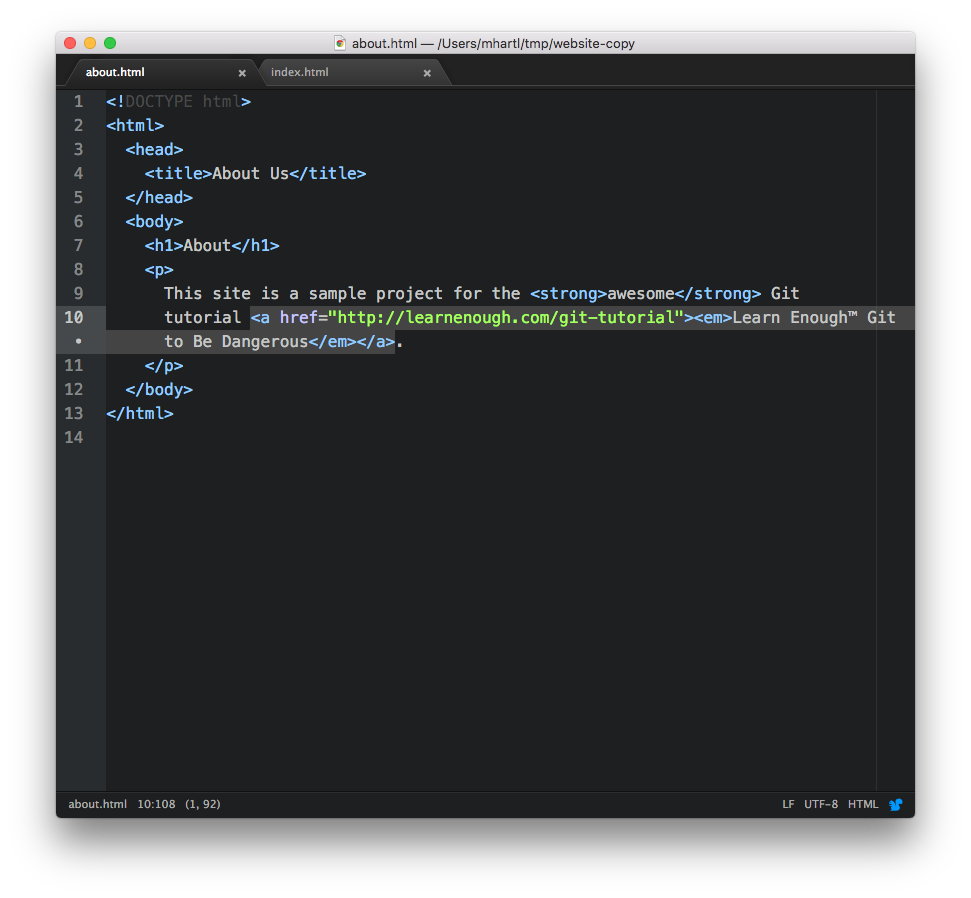 about.html — /Users/mhartl/tmp/website-copy
about.html × index.html ×
1 <!DOCTYPE html>
2 <html>
3   <head>
4     <title>About Us</title>
5   </head>
6   <body>
7     <h1>About</h1>
8     <p>
9       This site is a sample project for the <strong>awesome</strong> Git
10       tutorial <a href="http://learnenough.com/git-tutorial"><em>Learn Enough™ Git
•       to Be Dangerous</em></a>.
11     </p>
12   </body>
13 </html>
14
about.html 10:108 (1, 92) LF UTF-8 HTML